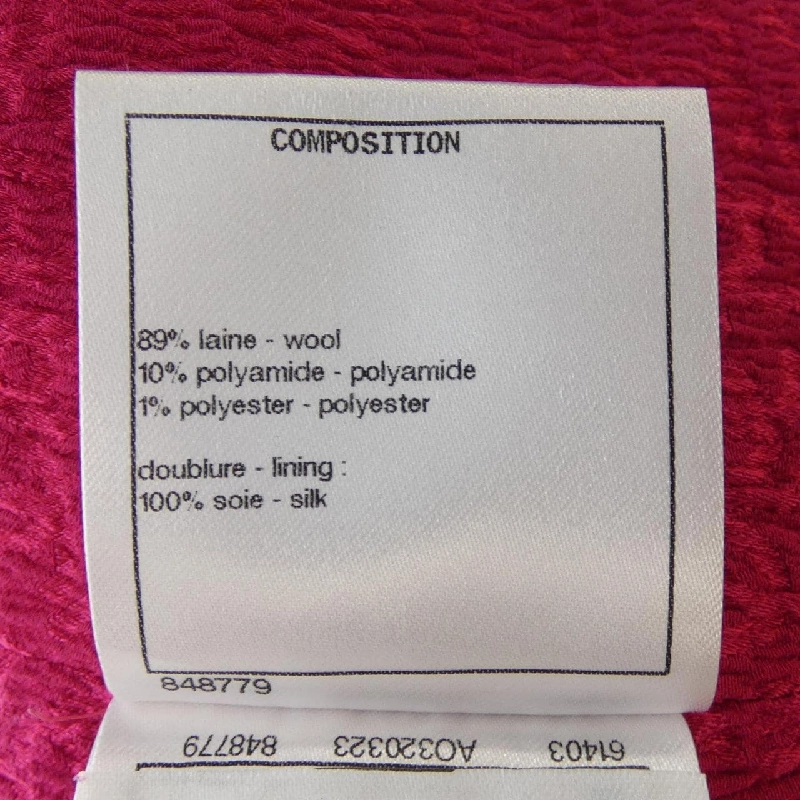 COMPOSITION
89% laine - wool
10% polyamide - polyamide
1% polyester - polyester
doublure - lining :
100% soie - silk
848779
61403 AO320323 848779